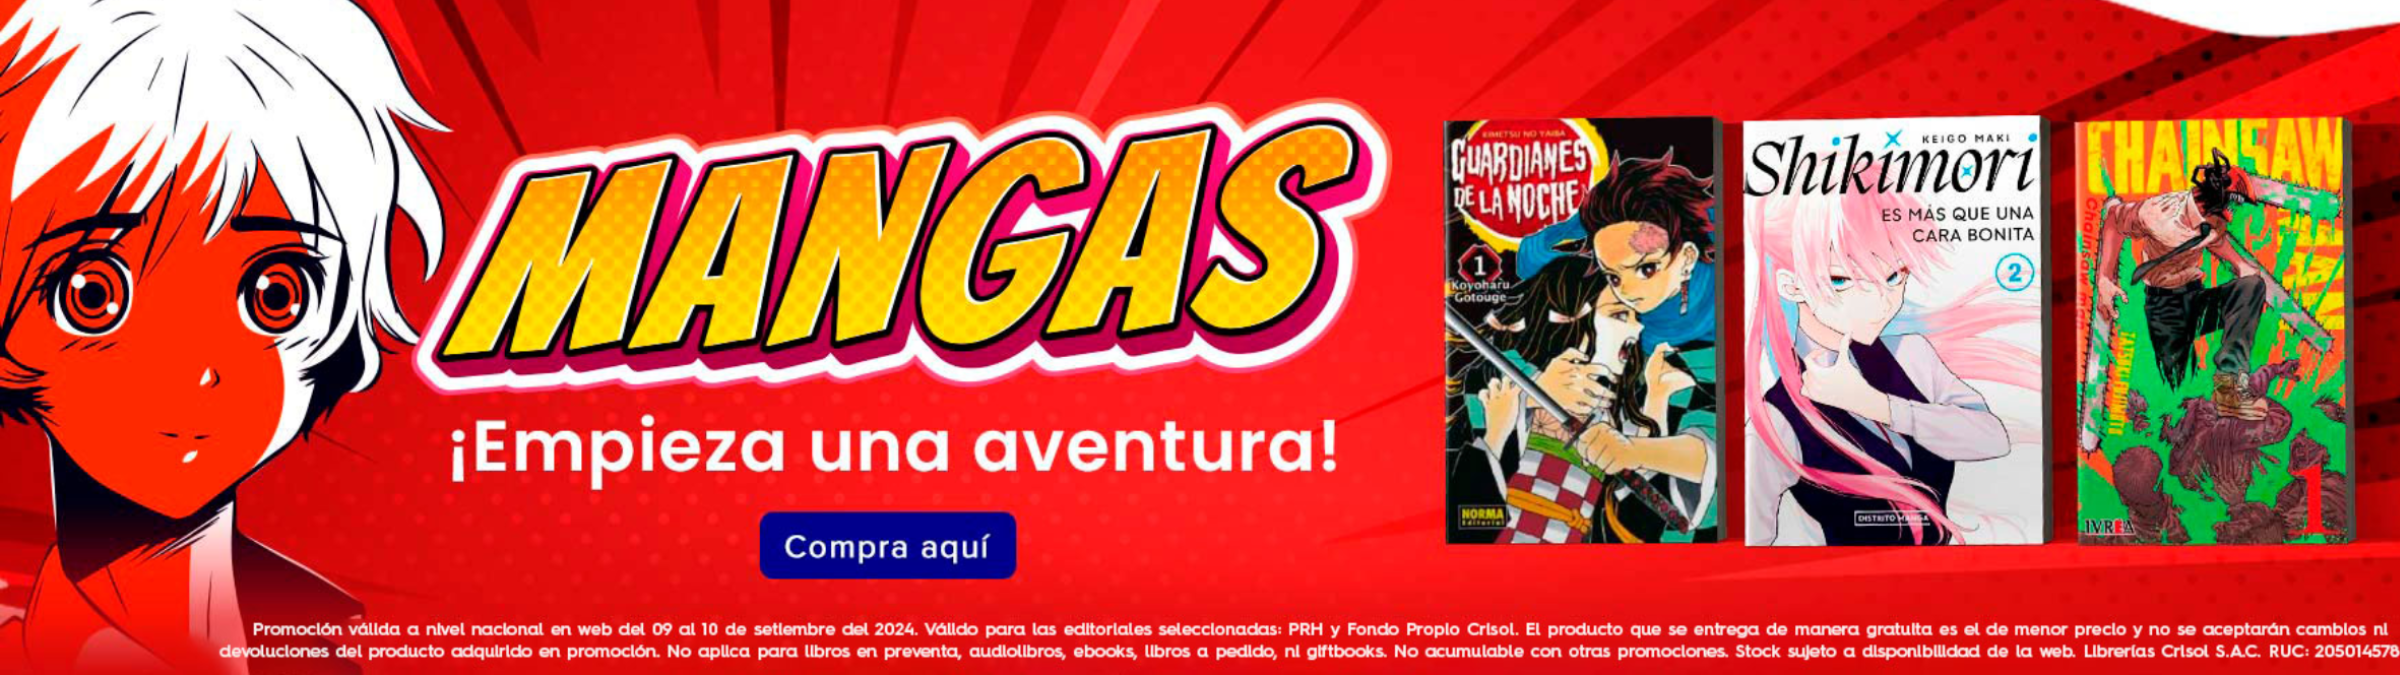 MANGAS
¡Empieza una aventura!
Compra aquí
KIMETSU NO YAIBA
GUARDIANES
DE LA NOCHE
1
Koyoharu
Gotouge
NORMA
Editorial
KEIGO MAKI
Shikimori
ES MÁS QUE UNA
CARA BONITA
2
DISTRITO MANGA
CHAINSAW
MAN
Chainsaw man
1
IVREA
Promoción válida a nivel nacional en web del 09 al 10 de setiembre del 2024. Válido para las editoriales seleccionadas: PRH y Fondo Propio Crisol. El producto que se entrega de manera gratuita es el de menor precio y no se aceptarán cambios ni
devoluciones del producto adquirido en promoción. No aplica para libros en preventa, audiolibros, ebooks, libros a pedido, ni giftbooks. No acumulable con otras promociones. Stock sujeto a disponibilidad de la web. Librerías Crisol S.A.C. RUC: 205014578